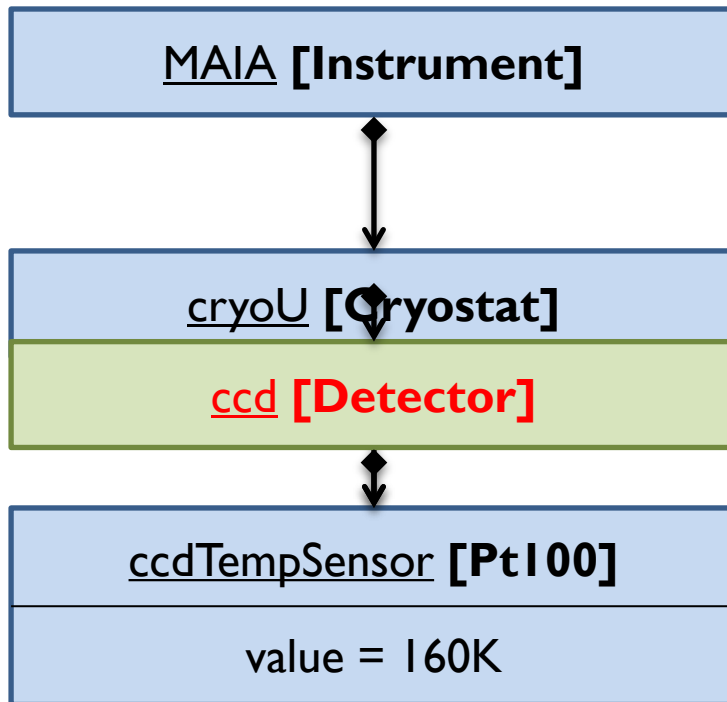 MAIA [Instrument]
cryoU [Cryostat]
ccd [Detector]
ccdTempSensor [Pt100]
value = 160K